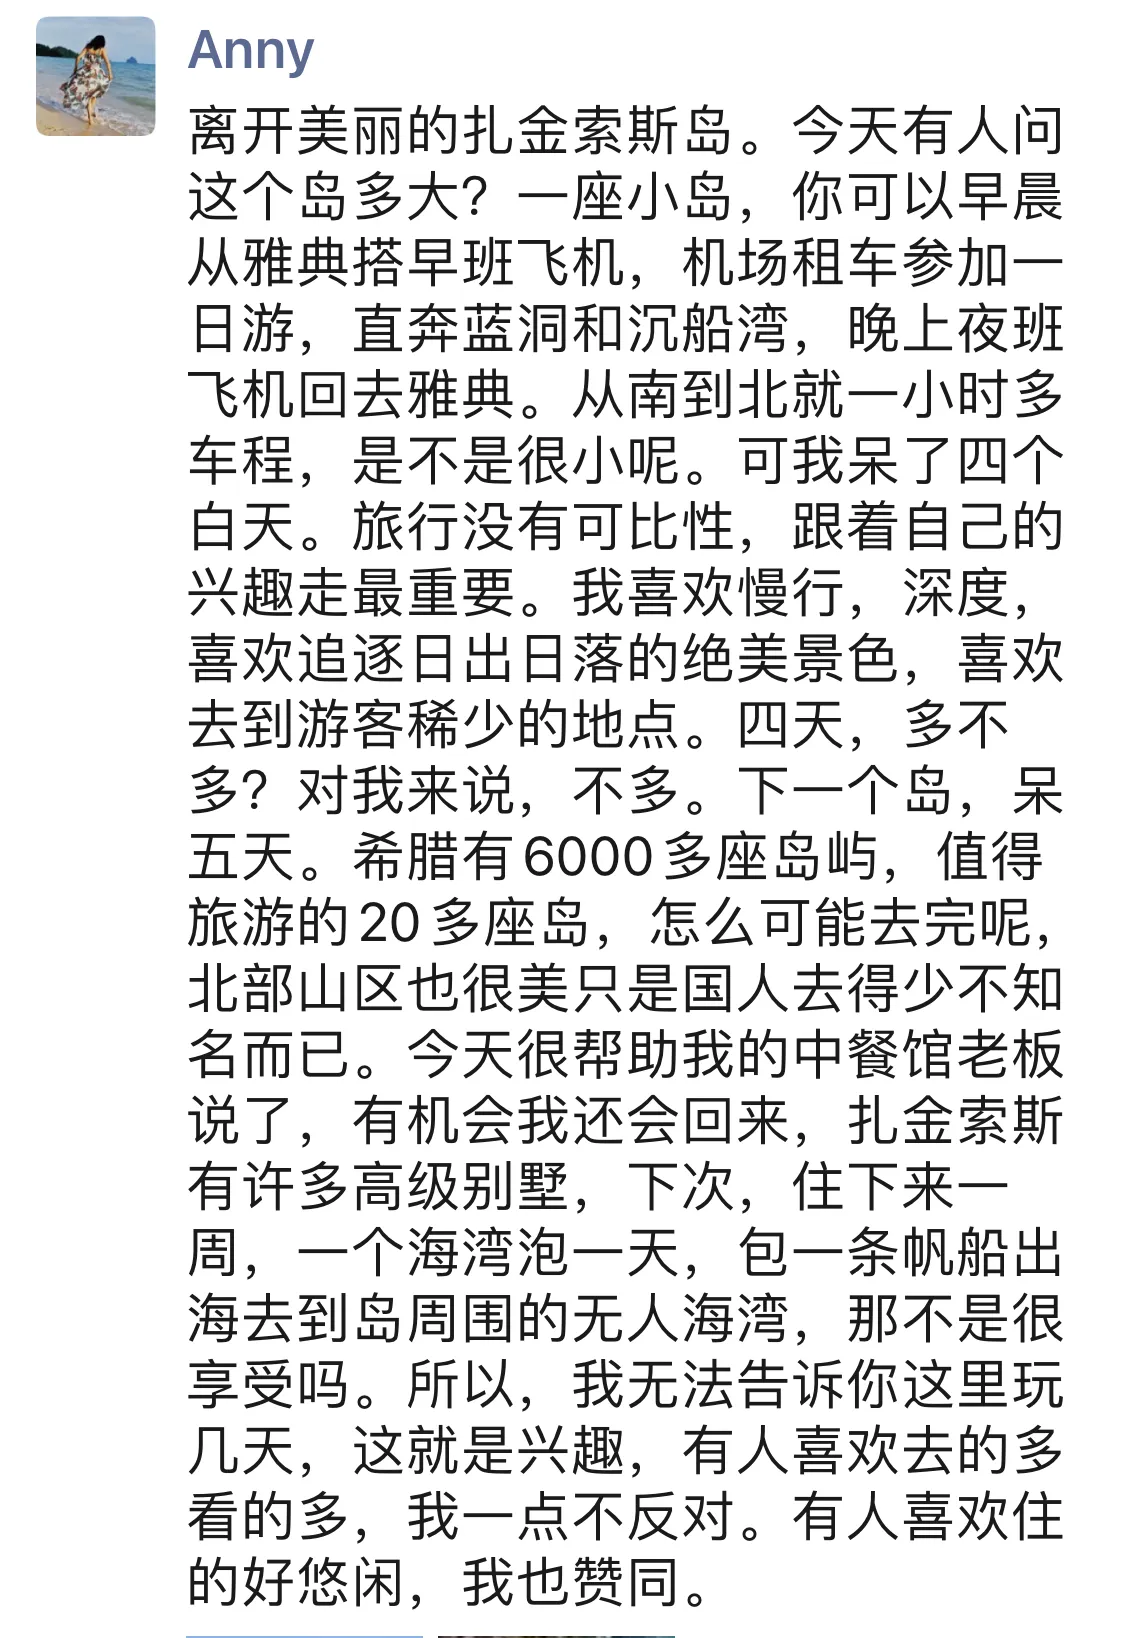 Anny
离开美丽的扎金索斯岛。今天有人问
这个岛多大？一座小岛，你可以早晨
从雅典搭早班飞机，机场租车参加一
日游，直奔蓝洞和沉船湾，晚上夜班
飞机回去雅典。从南到北就一小时多
车程，是不是很小呢。可我呆了四个
白天。旅行没有可比性，跟着自己的
兴趣走最重要。我喜欢慢行，深度，
喜欢追逐日出日落的绝美景色，喜欢
去到游客稀少的地点。四天，多不
多？对我来说，不多。下一个岛，呆
五天。希腊有6000多座岛屿，值得
旅游的20多座岛，怎么可能去完呢，
北部山区也很美只是国人去得少不知
名而已。今天很帮助我的中餐馆老板
说了，有机会我还会回来，扎金索斯
有许多高级别墅，下次，住下来一
周，一个海湾泡一天，包一条帆船出
海去到岛周围的无人海湾，那不是很
享受吗。所以，我无法告诉你这里玩
几天，这就是兴趣，有人喜欢去的多
看的多，我一点不反对。有人喜欢住
的好悠闲，我也赞同。